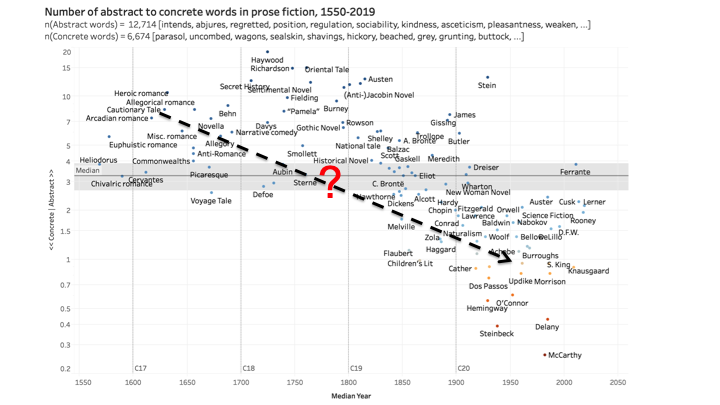 Number of abstract to concrete words in prose fiction, 1550-2019
n(Abstract words) = 12,714 [intends, abjures, regretted, position, regulation, sociability, kindness, asceticism, pleasantness, weaken, ...]
n(Concrete words) = 6,674 [parasol, uncombed, wagons, sealskin, shavings, hickory, beached, grey, grunting, buttock, ...]
20
Haywood
15
Richardson
Oriental Tale
Austen
Secret History
Sentimental Novel
Stein
Heroic romance
10
Fielding
(Anti-)Jacobin Novel
Allegorical romance
Cautionary Tale
Behn
"Pamela"
Burney
James
Arcadian romance
7
Novella
Davys
Gothic Novel
Rowson
Gissing
Misc. romance
Narrative comedy
Shelley
Trollope
Euphuistic romance
5
Allegory
National tale
A. Brontë
Butler
Anti-Romance
Smollett
Balzac
Scott
4
Heliodorus
Commonwealths
Historical Novel
Gaskell
Meredith
Median
Picaresque
Aubin
Dreiser
Ferrante
3
Chivalric romance
Cervantes
Sterne
C. Brontë
Eliot
Wharton
Voyage Tale
Defoe
Hawthorne
Alcott
New Woman Novel
Dickens
Hardy
Auster
Cusk
Lerner
2
Chopin
Fitzgerald
Orwell
Lawrence
Science Fiction
Rooney
Melville
Conrad
Baldwin
Nabokov
1.5
Zola
Naturalism
Woolf
Bellow
DeLillo
D.F.W.
Flaubert
Haggard
Achebe
Burroughs
1
Children's Lit
Cather
S. King
Knausgaard
Updike
Morrison
0.7
Dos Passos
O'Connor
0.5
Hemingway
0.4
Steinbeck
Delany
0.3
McCarthy
0.2
C17
C18
C19
C20
1550
1600
1650
1700
1750
1800
1850
1900
1950
2000
2050
Median Year
<< Concrete | Abstract >>
?